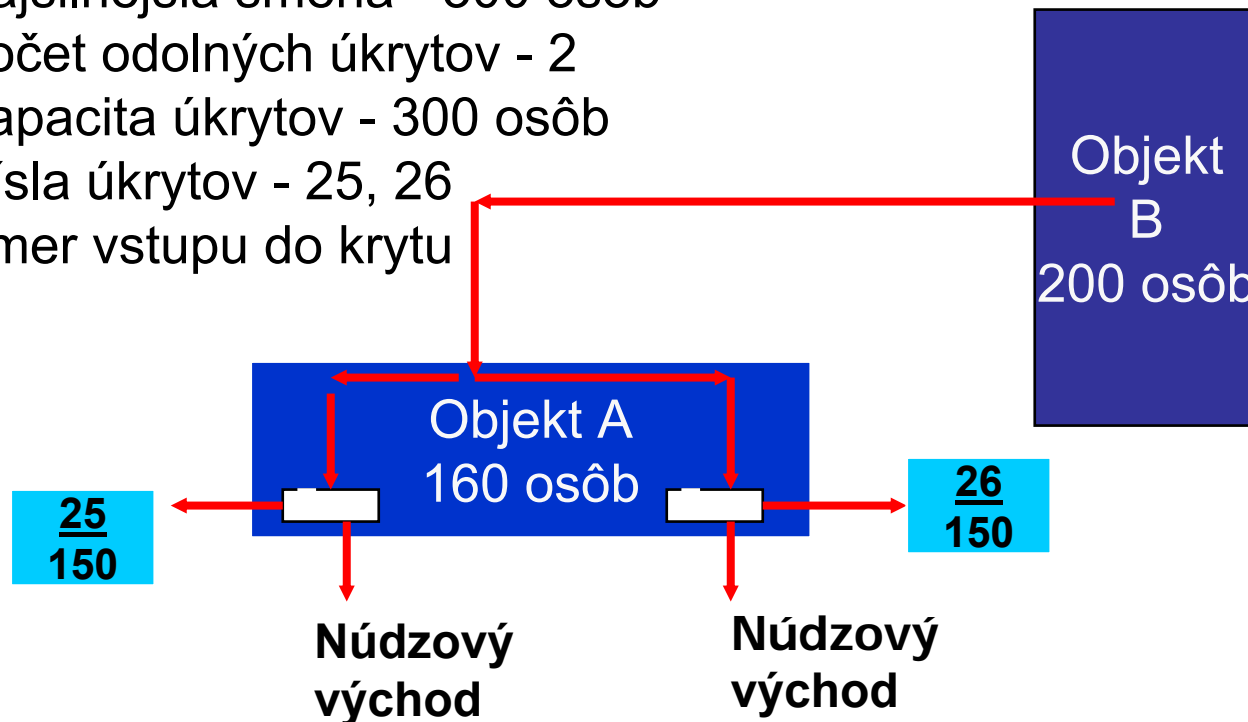 očet odolných úkrytov - 2
apacita úkrytov - 300 osôb
ísla úkrytov - 25, 26
mer vstupu do krytu
Objekt
B
200 osôb
Objekt A
160 osôb
25
150
26
150
Núdzový
východ
Núdzový
východ